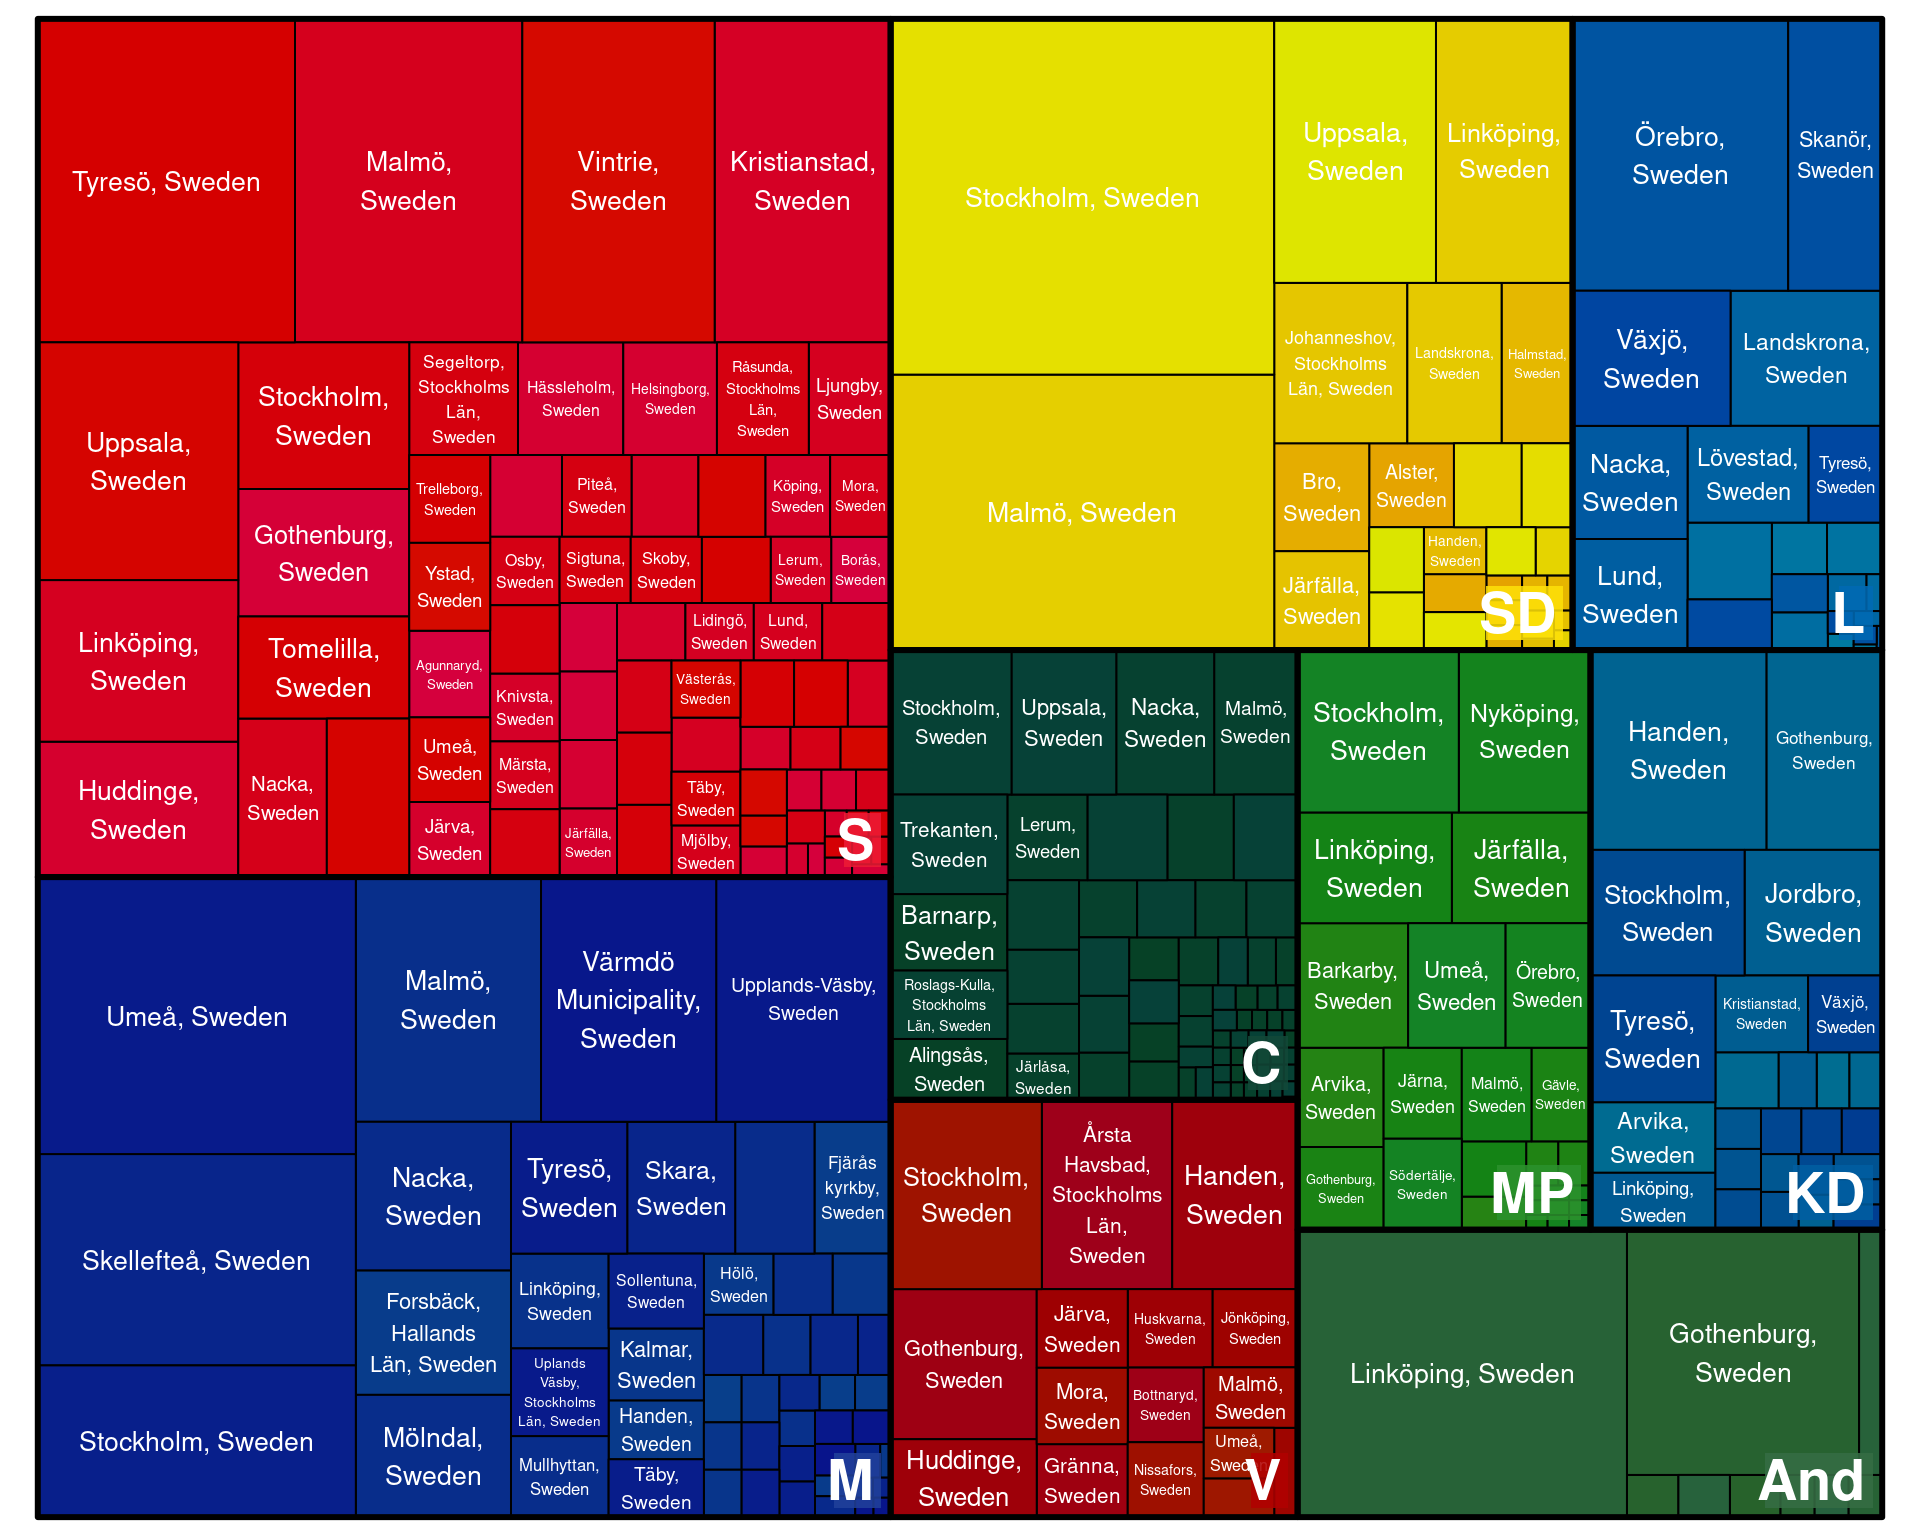 Tyresö, Sweden
Malmö,
Sweden
Vintrie,
Sweden
Kristianstad,
Sweden
Uppsala,
Sweden
Linköping,
Sweden
Huddinge,
Sweden
Stockholm,
Sweden
Gothenburg,
Sweden
Tomelilla,
Sweden
Nacka,
Sweden
Segeltorp,
Stockholms
Län,
Sweden
Hässleholm,
Sweden
Helsingborg,
Sweden
Råsunda,
Stockholms
Län,
Sweden
Ljungby,
Sweden
Trelleborg,
Sweden
Ystad,
Sweden
Agunnaryd,
Sweden
Umeå,
Sweden
Järva,
Sweden
Piteå,
Sweden
Köping,
Sweden
Mora,
Sweden
Osby,
Sweden
Sigtuna,
Sweden
Skoby,
Sweden
Lerum,
Sweden
Borås,
Sweden
Knivsta,
Sweden
Märsta,
Sweden
Järfälla,
Sweden
Lidingö,
Sweden
Lund,
Sweden
Västerås,
Sweden
Täby,
Sweden
Mjölby,
Sweden
S
Umeå, Sweden
Skellefteå, Sweden
Stockholm, Sweden
Malmö,
Sweden
Värmdö
Municipality,
Sweden
Upplands-Väsby,
Sweden
Nacka,
Sweden
Forsbäck,
Hallands
Län, Sweden
Mölndal,
Sweden
Tyresö,
Sweden
Skara,
Sweden
Fjärås
kyrkby,
Sweden
Linköping,
Sweden
Uplands
Väsby,
Stockholms
Län, Sweden
Mullhyttan,
Sweden
Sollentuna,
Sweden
Kalmar,
Sweden
Handen,
Sweden
Täby,
Sweden
Hölö,
Sweden
M
Stockholm, Sweden
Malmö, Sweden
Uppsala,
Sweden
Linköping,
Sweden
Johanneshov,
Stockholms
Län, Sweden
Landskrona,
Sweden
Halmstad,
Sweden
Bro,
Sweden
Järfälla,
Sweden
Alster,
Sweden
Handen,
Sweden
SD
Örebro,
Sweden
Skanör,
Sweden
Växjö,
Sweden
Landskrona,
Sweden
Nacka,
Sweden
Lund,
Sweden
Lövestad,
Sweden
Tyresö,
Sweden
L
Stockholm,
Sweden
Uppsala,
Sweden
Nacka,
Sweden
Malmö,
Sweden
Trekanten,
Sweden
Barnarp,
Sweden
Roslags-Kulla,
Stockholms
Län, Sweden
Alingsås,
Sweden
Lerum,
Sweden
Järlåsa,
Sweden
C
Stockholm,
Sweden
Årsta
Havsbad,
Stockholms
Län,
Sweden
Handen,
Sweden
Gothenburg,
Sweden
Huddinge,
Sweden
Järva,
Sweden
Huskvarna,
Sweden
Jönköping,
Sweden
Mora,
Sweden
Gränna,
Sweden
Bottnaryd,
Sweden
Nissafors,
Sweden
Malmö,
Sweden
Umeå,
Sweden
V
Stockholm,
Sweden
Nyköping,
Sweden
Linköping,
Sweden
Järfälla,
Sweden
Barkarby,
Sweden
Umeå,
Sweden
Örebro,
Sweden
Arvika,
Sweden
Gothenburg,
Sweden
Järna,
Sweden
Södertälje,
Sweden
Malmö,
Sweden
Gävle,
Sweden
MP
Handen,
Sweden
Gothenburg,
Sweden
Stockholm,
Sweden
Jordbro,
Sweden
Tyresö,
Sweden
Arvika,
Sweden
Linköping,
Sweden
Kristianstad,
Sweden
Växjö,
Sweden
KD
Linköping, Sweden
Gothenburg,
Sweden
And